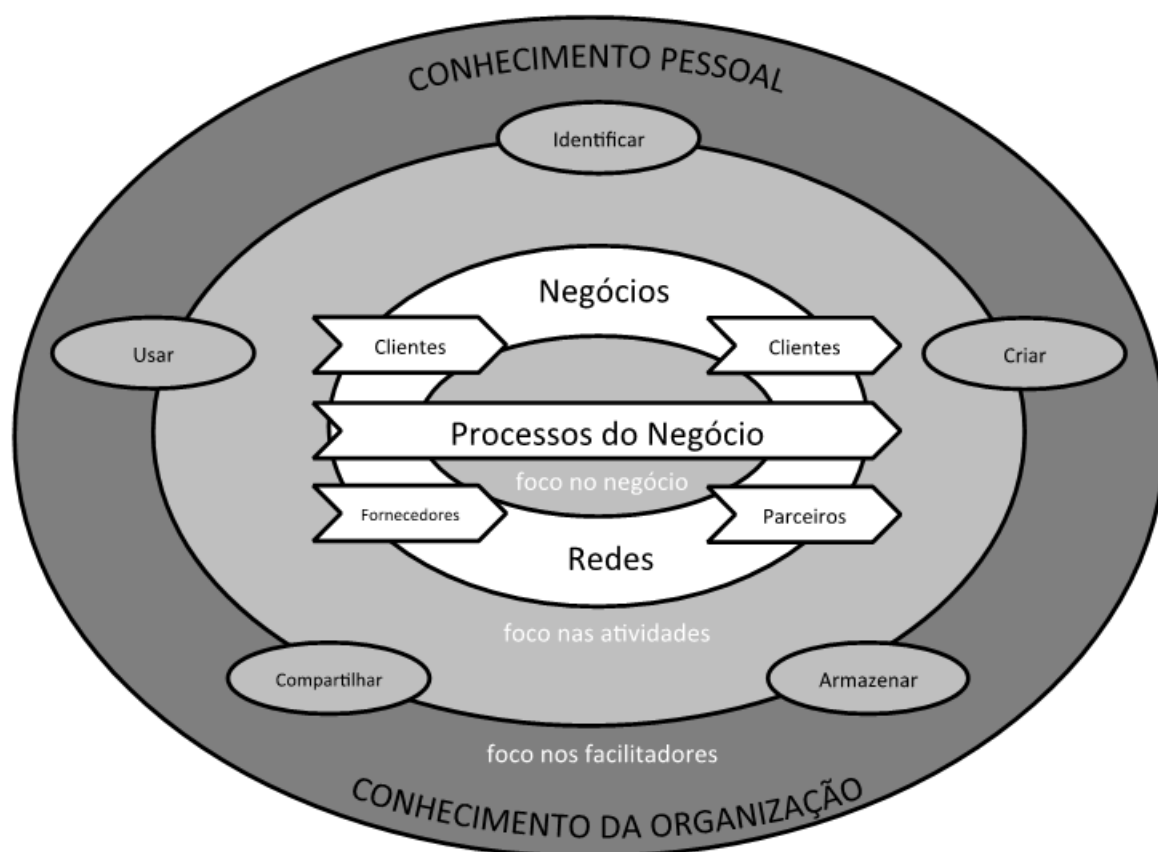 CONHECIMENTO PESSOAL
Identificar
Negócios
Usar
Clientes
Clientes
Criar
Processos do Negócio
foco no negócio
Fornecedores
Parceiros
Redes
foco nas atividades
Compartilhar
Armazenar
foco nos facilitadores
CONHECIMENTO DA ORGANIZAÇÃO